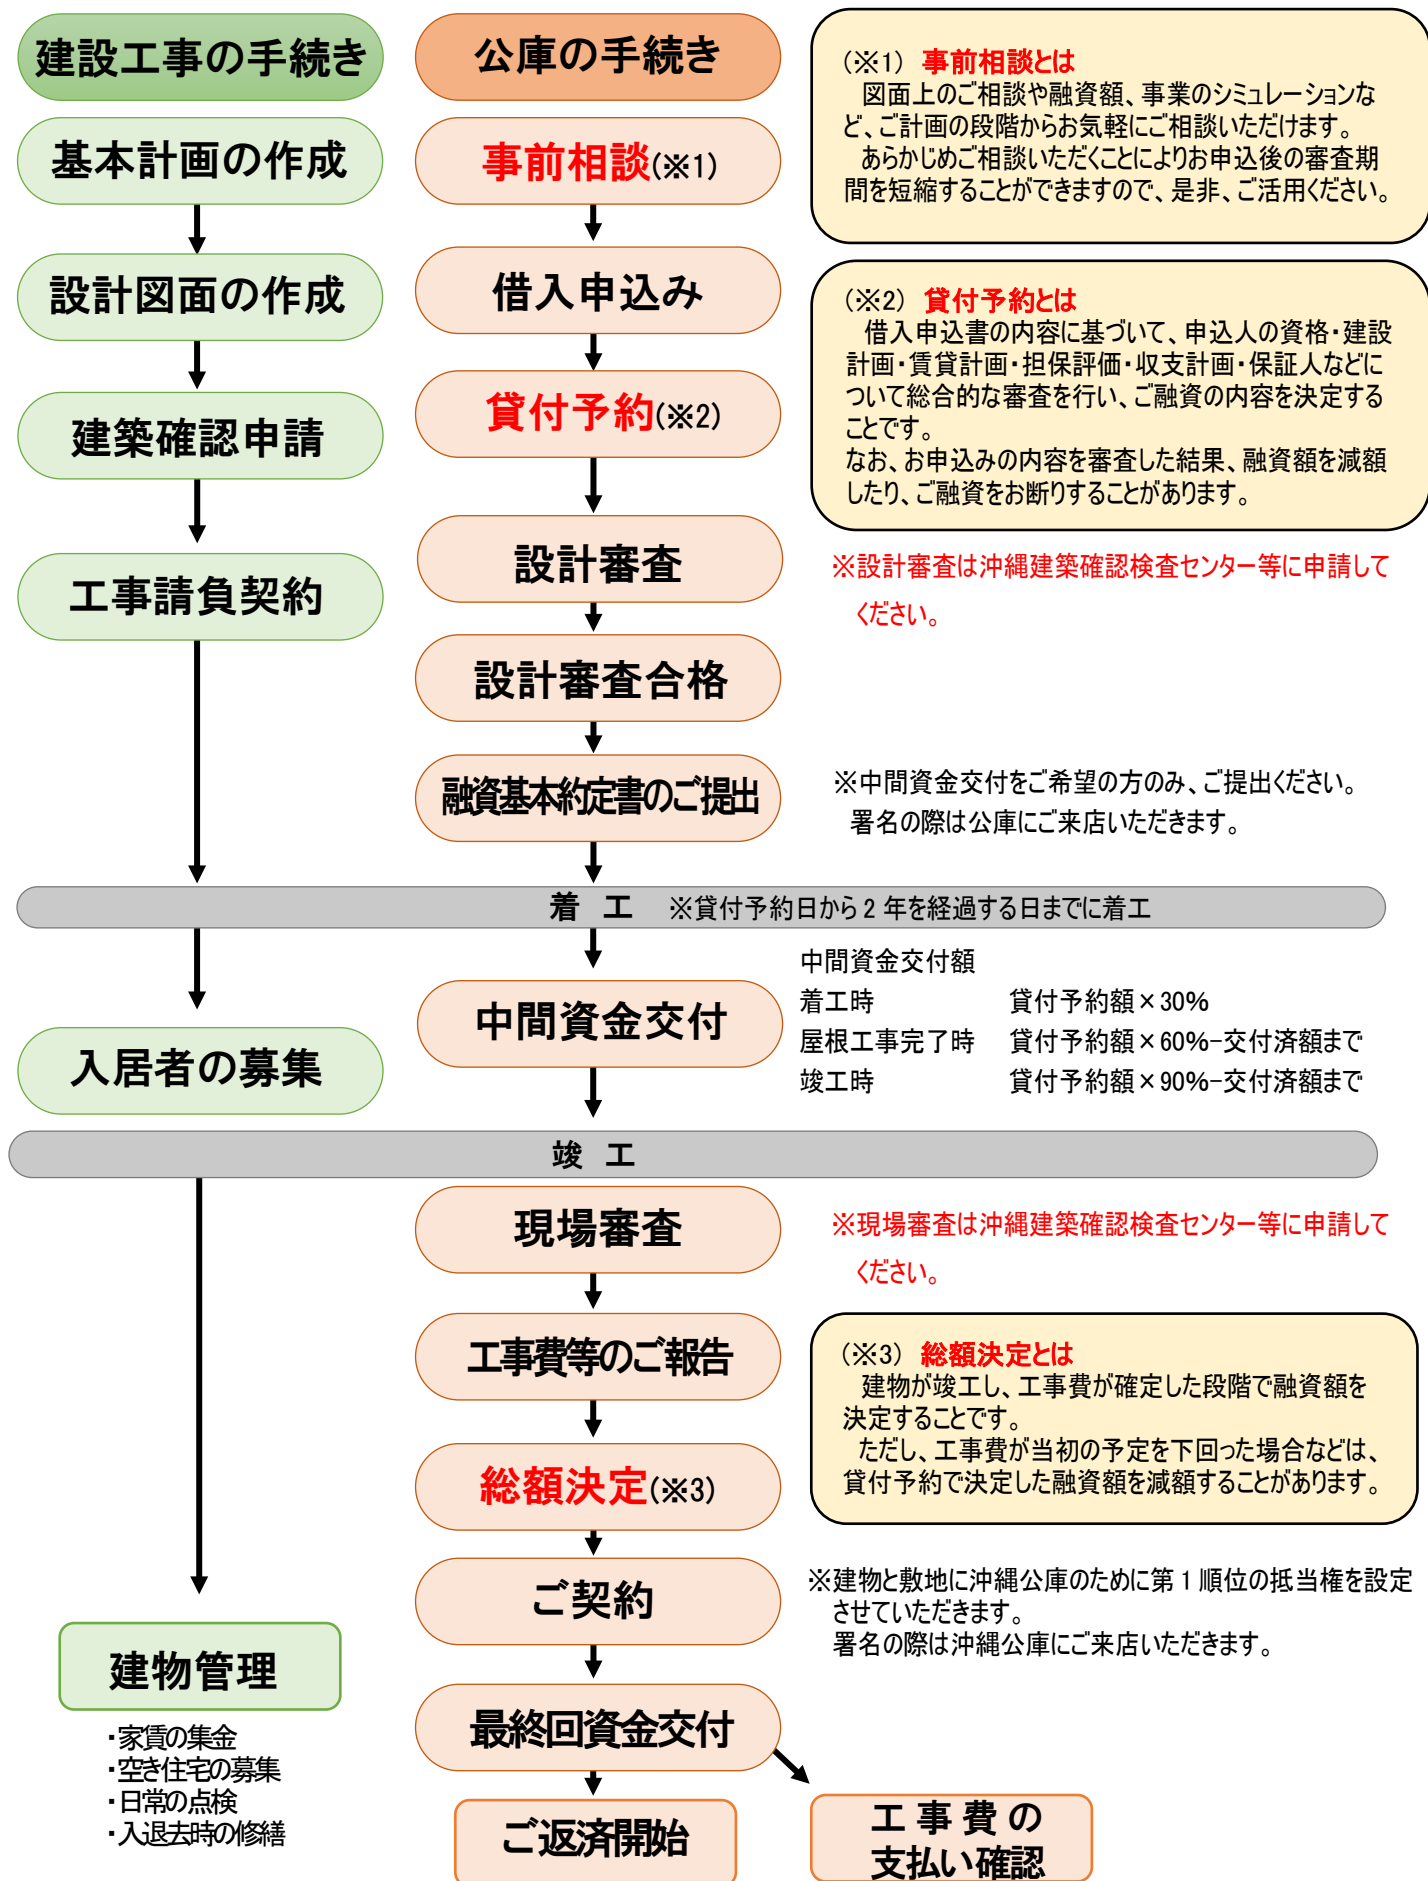 建設工事の手続き
基本計画の作成
設計図面の作成
建築確認申請
工事請負契約
公庫の手続き
事前相談(※1)
借入申込み
貸付予約(※2)
設計審査
設計審査合格
融資基本約定書のご提出
(※1) 事前相談とは
図面上のご相談や融資額、事業のシミュレーションな
ど、ご計画の段階からお気軽にご相談いただけます。
あらかじめご相談いただくことによりお申込後の審査期
間を短縮することができますので、是非、ご活用ください。
(※2) 貸付予約とは
借入申込書の内容に基づいて、申込人の資格・建設
計画・賃貸計画・担保評価・収支計画・保証人などに
ついて総合的な審査を行い、ご融資の内容を決定する
ことです。
なお、お申込みの内容を審査した結果、融資額を減額
したり、ご融資をお断りすることがあります。
※設計審査は沖縄建築確認検査センター等に申請して
ください。
※中間資金交付をご希望の方のみ、ご提出ください。
署名の際は公庫にご来店いただきます。
着 工 ※貸付予約日から2年を経過する日までに着工
入居者の募集
中間資金交付
中間資金交付額
着工時 貸付予約額×30%
屋根工事完了時 貸付予約額×60%-交付済額まで
竣工時 貸付予約額×90%-交付済額まで
竣 工
現場審査
工事費等のご報告
総額決定(※3)
ご契約
最終回資金交付
ご返済開始
工 事 費 の
支払い確認
※現場審査は沖縄建築確認検査センター等に申請して
ください。
(※3) 総額決定とは
建物が竣工し、工事費が確定した段階で融資額を
決定することです。
ただし、工事費が当初の予定を下回った場合などは、
貸付予約で決定した融資額を減額することがあります。
※建物と敷地に沖縄公庫のために第1順位の抵当権を設定
させていただきます。
署名の際は沖縄公庫にご来店いただきます。
建物管理
・家賃の集金
・空き住宅の募集
・日常の点検
・入退去時の修繕